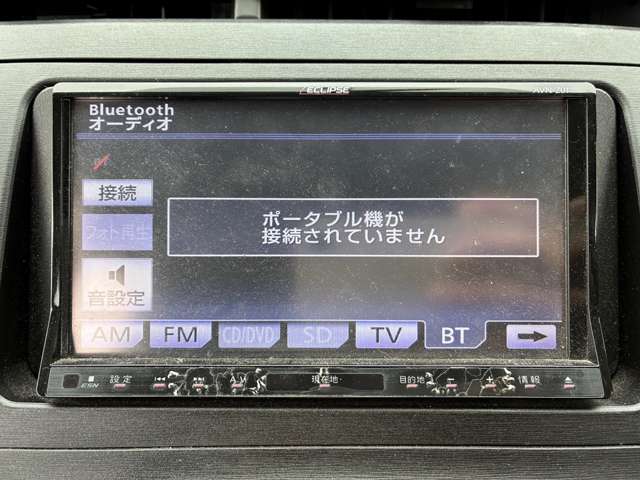 ECLIPSE
Bluetooth
オーディオ
接続
フォト再生
音設定
ポータブル機が
接続されていません
AM FM CD/DVD SD TV BT
ESN 設定 現在地 目的地 − + 情報